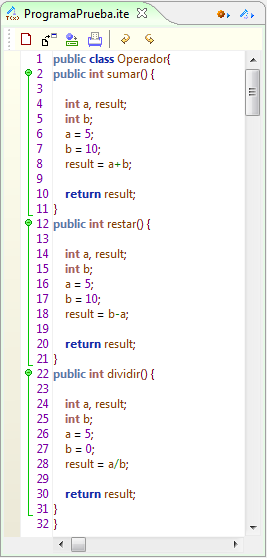 ProgramaPrueba.ite
1 public class Operador{
2 public int sumar() {
3
4 int a, result;
5 int b;
6 a = 5;
7 b = 10;
8 result = a+b;
9
10 return result;
11 }
12 public int restar() {
13
14 int a, result;
15 int b;
16 a = 5;
17 b = 10;
18 result = b-a;
19
20 return result;
21 }
22 public int dividir() {
23
24 int a, result;
25 int b;
26 a = 5;
27 b = 0;
28 result = a/b;
29
30 return result;
31 }
32 }